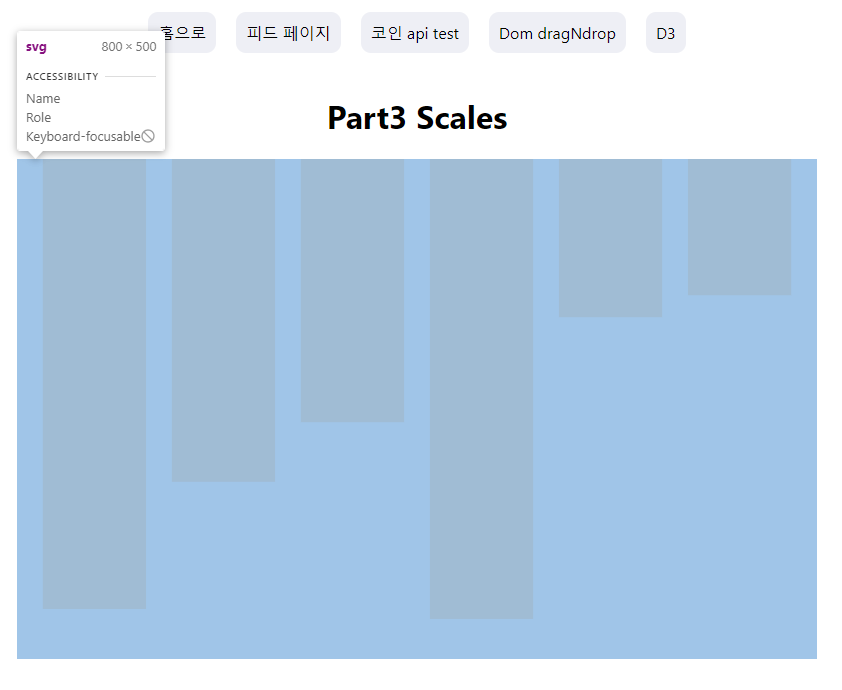 홈으로 피드 페이지 코인 api test Dom dragNdrop D3
svg 800 × 500
ACCESSIBILITY
Name
Role
Keyboard-focusable
Part3 Scales